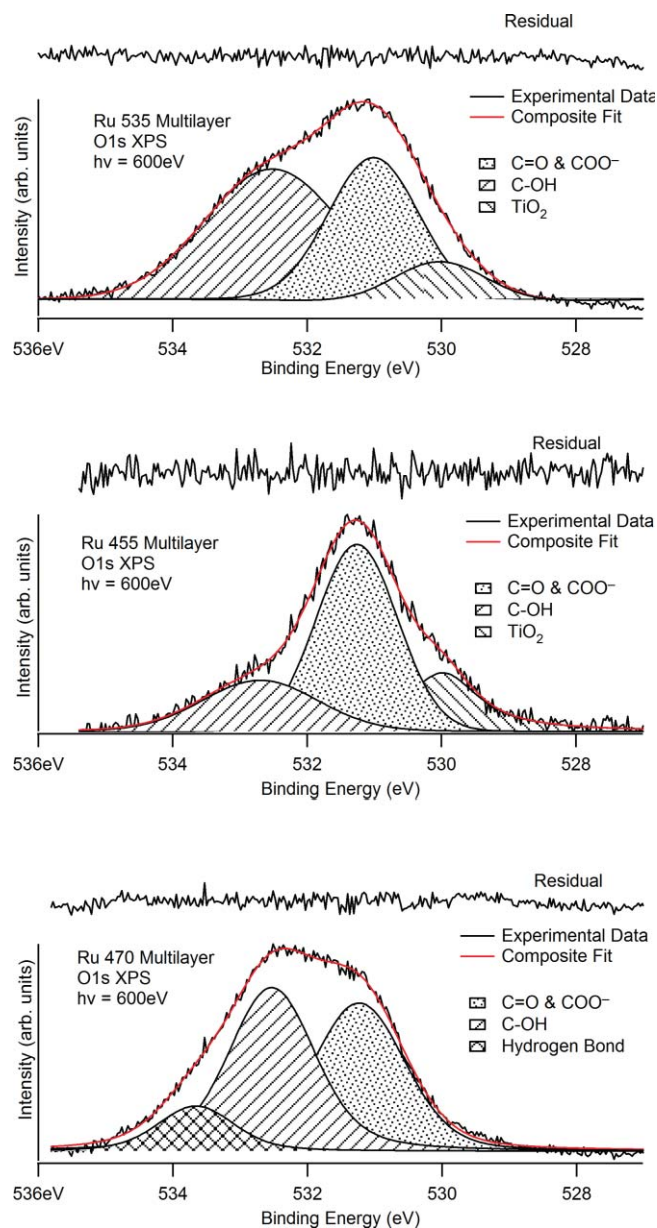 Residual
Intensity (arb. units)
Ru 535 Multilayer
O1s XPS
hν = 600eV
Experimental Data
Composite Fit
C=O & COO⁻
C-OH
TiO₂
536eV 534 532 530 528
Binding Energy (eV)
Residual
Intensity (arb. units)
Ru 455 Multilayer
O1s XPS
hν = 600eV
Experimental Data
Composite Fit
C=O & COO⁻
C-OH
TiO₂
536eV 534 532 530 528
Binding Energy (eV)
Residual
Intensity (arb. units)
Ru 470 Multilayer
O1s XPS
hν = 600eV
Experimental Data
Composite Fit
C=O & COO⁻
C-OH
Hydrogen Bond
536eV 534 532 530 528
Binding Energy (eV)